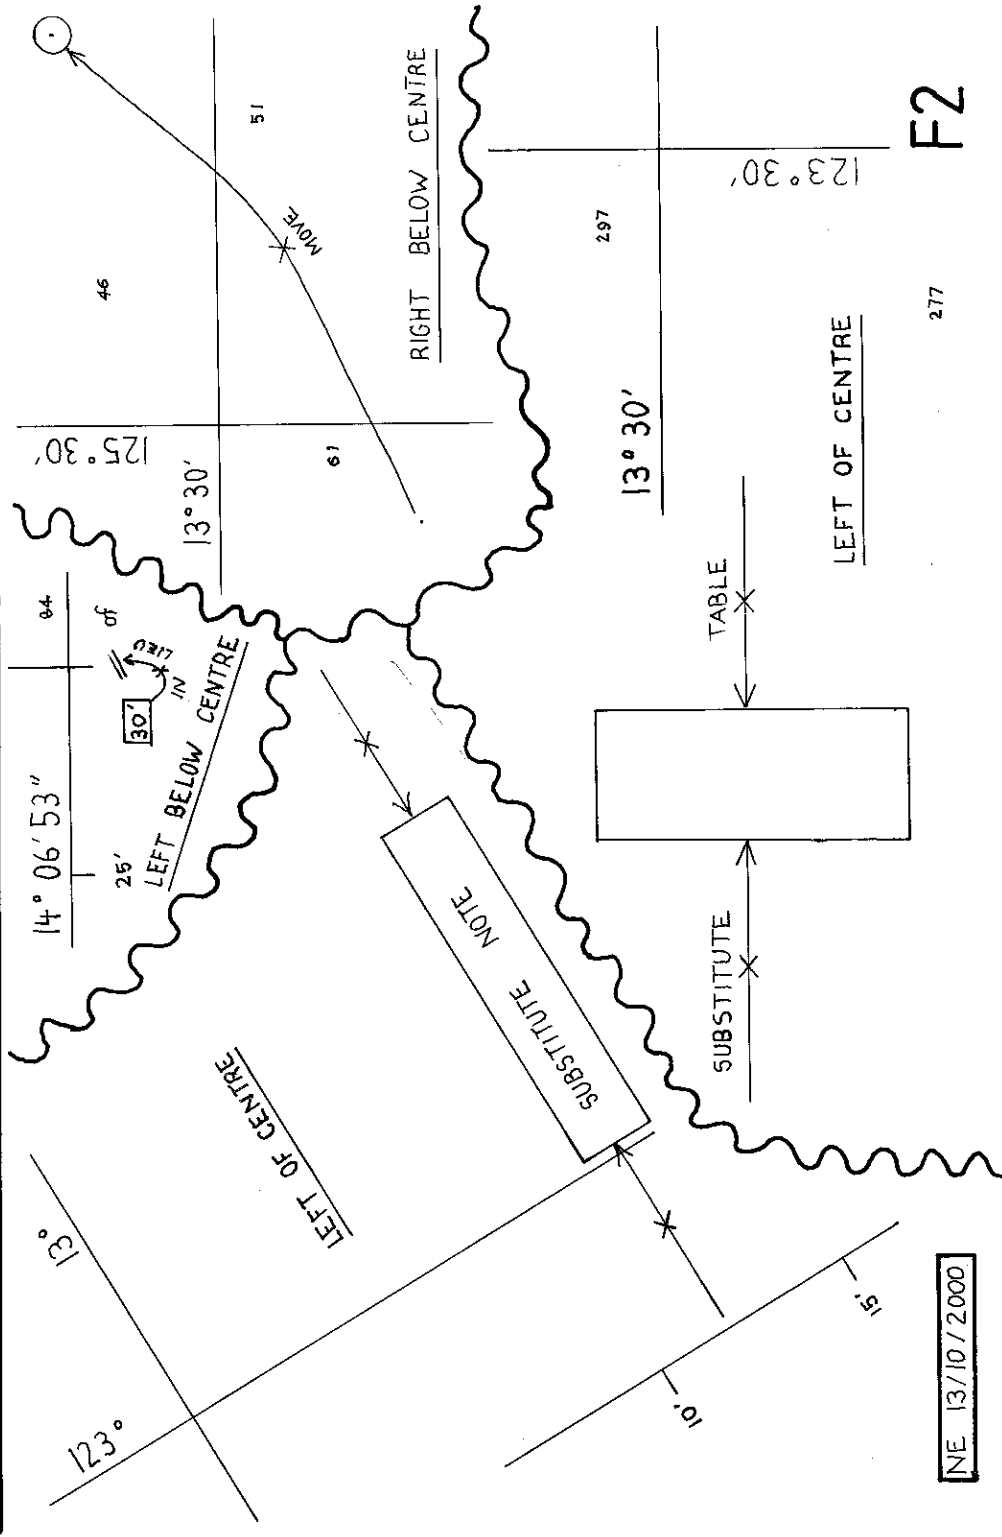 123°
13°
LEFT OF CENTRE
SUBSTITUTE NOTE
10'
15'
14° 06' 53"
25'
30'
IN LIEU
of
LEFT BELOW CENTRE
125° 30'
13° 30'
46
51
61
MOVE
RIGHT BELOW CENTRE
13° 30'
297
123° 30'
SUBSTITUTE
TABLE
LEFT OF CENTRE
277
NE 13/10/2000
F2